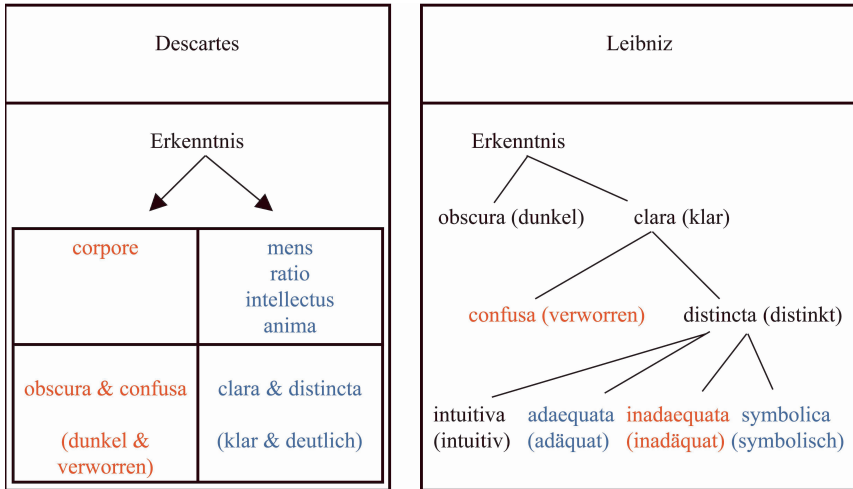 Descartes
Erkenntnis
corpore
mens
ratio
intellectus
anima
obscura & confusa
(dunkel &
verworren)
clara & distincta
(klar & deutlich)
Leibniz
Erkenntnis
obscura (dunkel)
clara (klar)
confusa (verworren)
distincta (distinkt)
intuitiva
(intuitiv)
adaequata
(adäquat)
inadaequata
(inadäquat)
symbolica
(symbolisch)